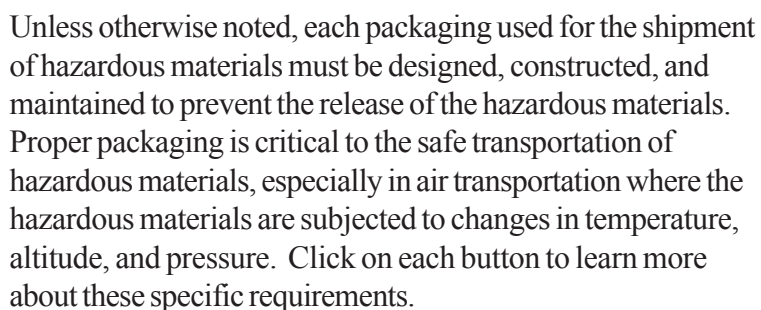 Unless otherwise noted, each packaging used for the shipment
of hazardous materials must be designed, constructed, and
maintained to prevent the release of the hazardous materials.
Proper packaging is critical to the safe transportation of
hazardous materials, especially in air transportation where the
hazardous materials are subjected to changes in temperature,
altitude, and pressure.  Click on each button to learn more
about these specific requirements.